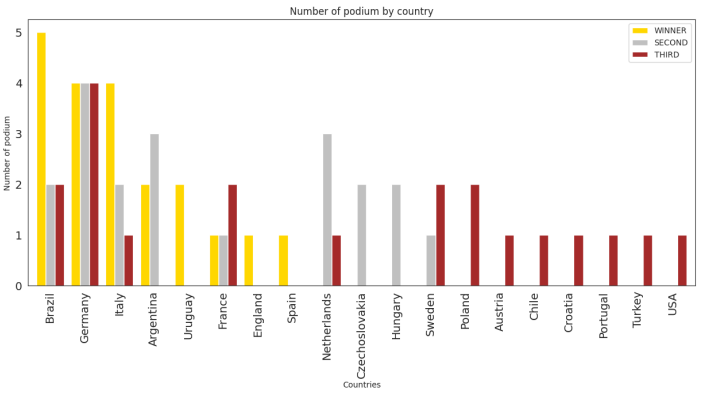 Number of podium by country
WINNER
SECOND
THIRD
Number of podium
5
4
3
2
1
0
Brazil
Germany
Italy
Argentina
Uruguay
France
England
Spain
Netherlands
Czechoslovakia
Hungary
Sweden
Poland
Austria
Chile
Croatia
Portugal
Turkey
USA
Countries